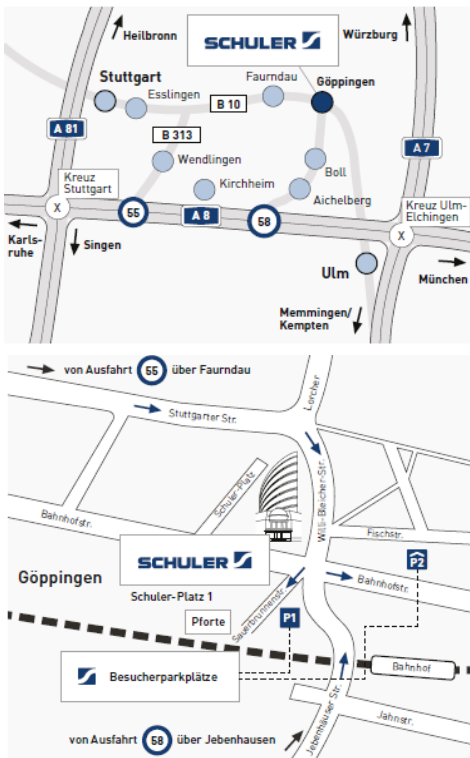 Heilbronn
SCHULER
Würzburg
Stuttgart
Faurndau
Göppingen
Esslingen
B 10
A 81
B 313
A 7
Wendlingen
Boll
Kreuz
Stuttgart
Kirchheim
Aichelberg
Kreuz Ulm-
Elchingen
X
55
A 8
58
X
Karls-
ruhe
Singen
Ulm
München
Memmingen/
Kempten
von Ausfahrt 55 über Faurndau
Lorcher
Stuttgarter Str.
Willi-Bleicher-Str.
Schuler-Platz
Bahnhofstr.
Fischstr.
SCHULER
P2
Göppingen
Bahnhofstr.
Schuler-Platz 1
Sauerbrunnenstr.
Pforte
P1
Bahnhof
Besucherparkplätze
Jebenhäuser Str.
Jahnstr.
von Ausfahrt 58 über Jebenhausen